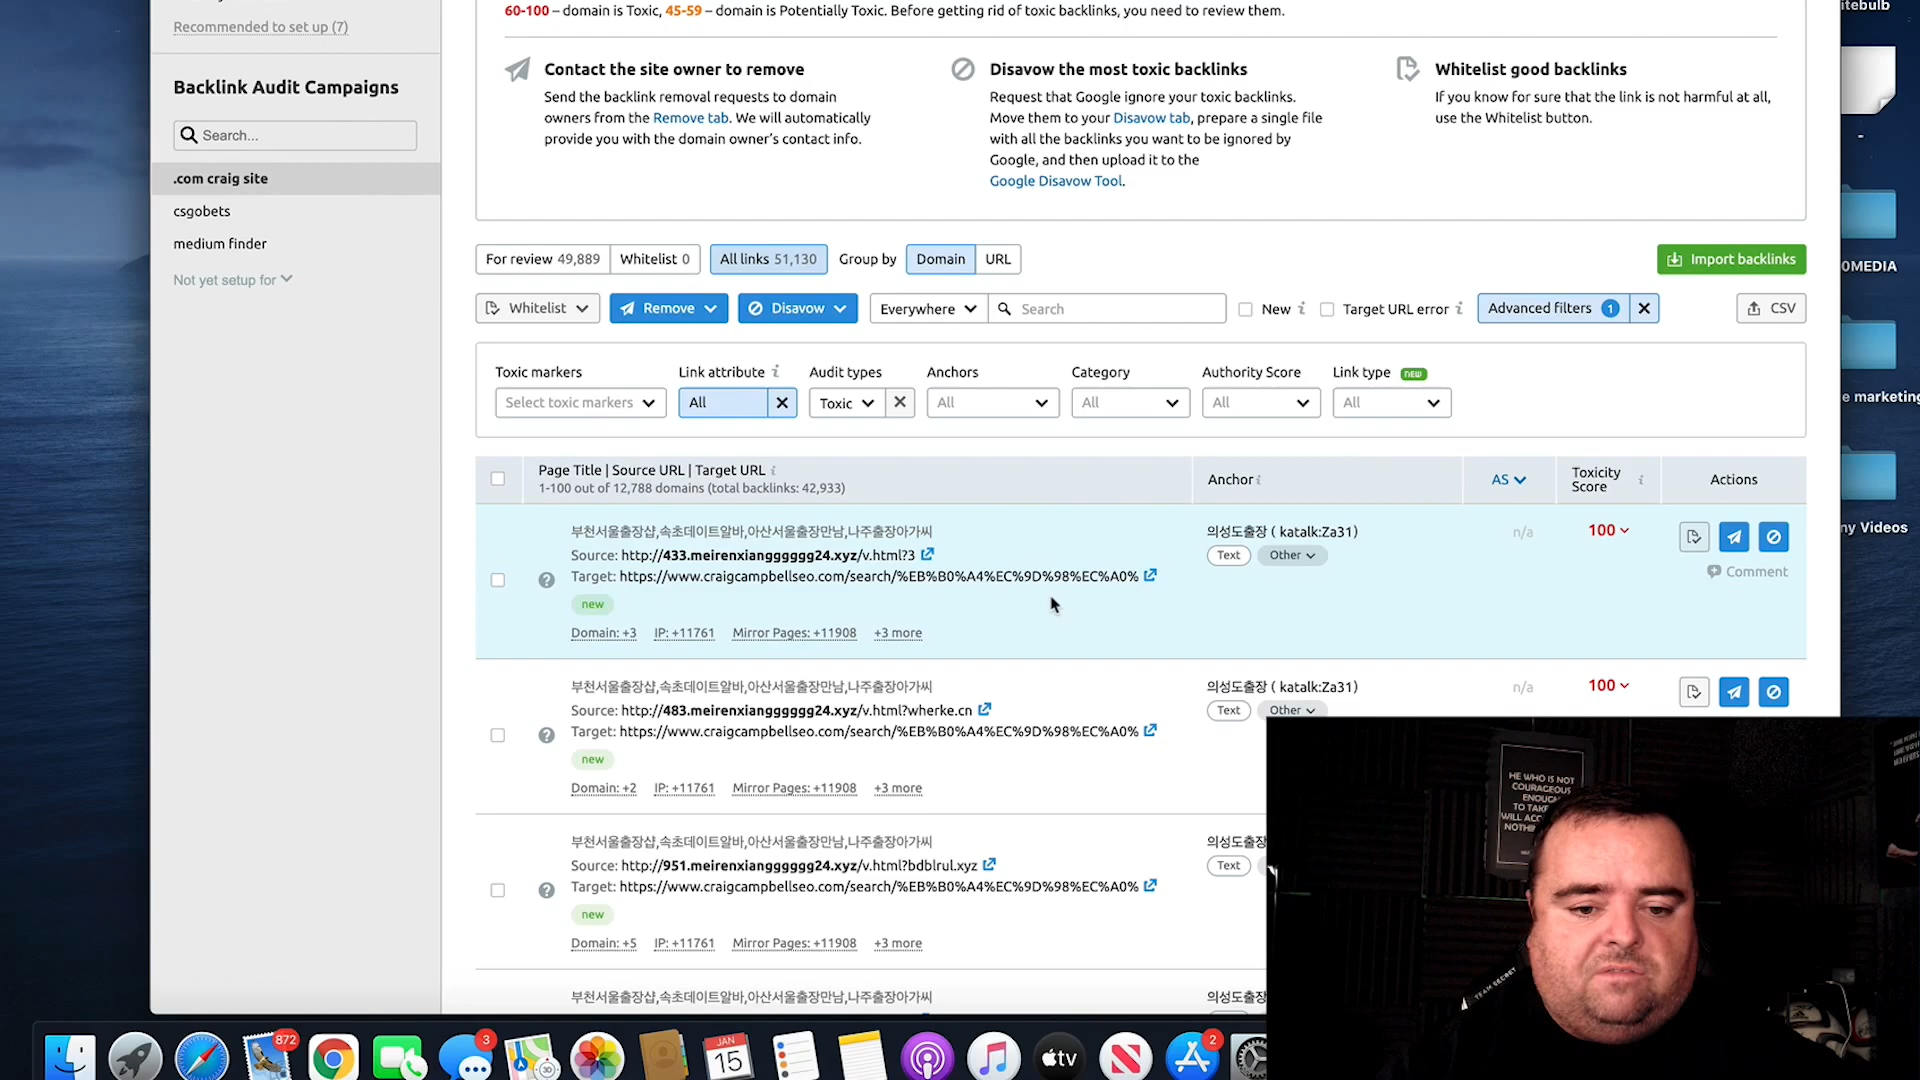 itebulb
60-100 – domain is Toxic, 45-59 – domain is Potentially Toxic. Before getting rid of toxic backlinks, you need to review them.
Recommended to set up (7)
Backlink Audit Campaigns
Search...
.com craig site
csgobets
medium finder
Not yet setup for
Contact the site owner to remove
Send the backlink removal requests to domain
owners from the Remove tab. We will automatically
provide you with the domain owner's contact info.
Disavow the most toxic backlinks
Request that Google ignore your toxic backlinks.
Move them to your Disavow tab, prepare a single file
with all the backlinks you want to be ignored by
Google, and then upload it to the
Google Disavow Tool.
Whitelist good backlinks
If you know for sure that the link is not harmful at all,
use the Whitelist button.
-
0MEDIA
e marketing
ny Videos
For review 49,889 Whitelist 0 All links 51,130 Group by Domain URL Import backlinks
Whitelist Remove Disavow Everywhere Search New i Target URL error i Advanced filters 1 CSV
Toxic markers Link attribute i Audit types Anchors Category Authority Score Link type NEW
Select toxic markers All Toxic All All All All
Page Title | Source URL | Target URL i Anchor i AS Toxicity Score i Actions
1-100 out of 12,788 domains (total backlinks: 42,933)
부천서울출장샵,속초데이트알바,아산서울출장만남,나주출장아가씨 의성도출장 ( katalk:Za31) n/a 100
Source: http://433.meirenxiangggggg24.xyz/v.html?3 Text Other
Target: https://www.craigcampbellseo.com/search/%EB%B0%A4%EC%9D%98%EC%A0% Comment
new
Domain: +3 IP: +11761 Mirror Pages: +11908 +3 more
부천서울출장샵,속초데이트알바,아산서울출장만남,나주출장아가씨 의성도출장 ( katalk:Za31) n/a 100
Source: http://483.meirenxiangggggg24.xyz/v.html?wherke.cn Text Other
Target: https://www.craigcampbellseo.com/search/%EB%B0%A4%EC%9D%98%EC%A0%
new
Domain: +2 IP: +11761 Mirror Pages: +11908 +3 more
부천서울출장샵,속초데이트알바,아산서울출장만남,나주출장아가씨 의성도출장
Source: http://951.meirenxiangggggg24.xyz/v.html?bdblrul.xyz Text
Target: https://www.craigcampbellseo.com/search/%EB%B0%A4%EC%9D%98%EC%A0%
new
Domain: +5 IP: +11761 Mirror Pages: +11908 +3 more
부천서울출장샵,속초데이트알바,아산서울출장만남,나주출장아가씨 의성도출장
HE WHO IS NOT
COURAGEOUS
ENOUGH
TO TAKE
WILL ACC
NOTHIN
TEAM SECRET
872
3
JAN
15
tv
2